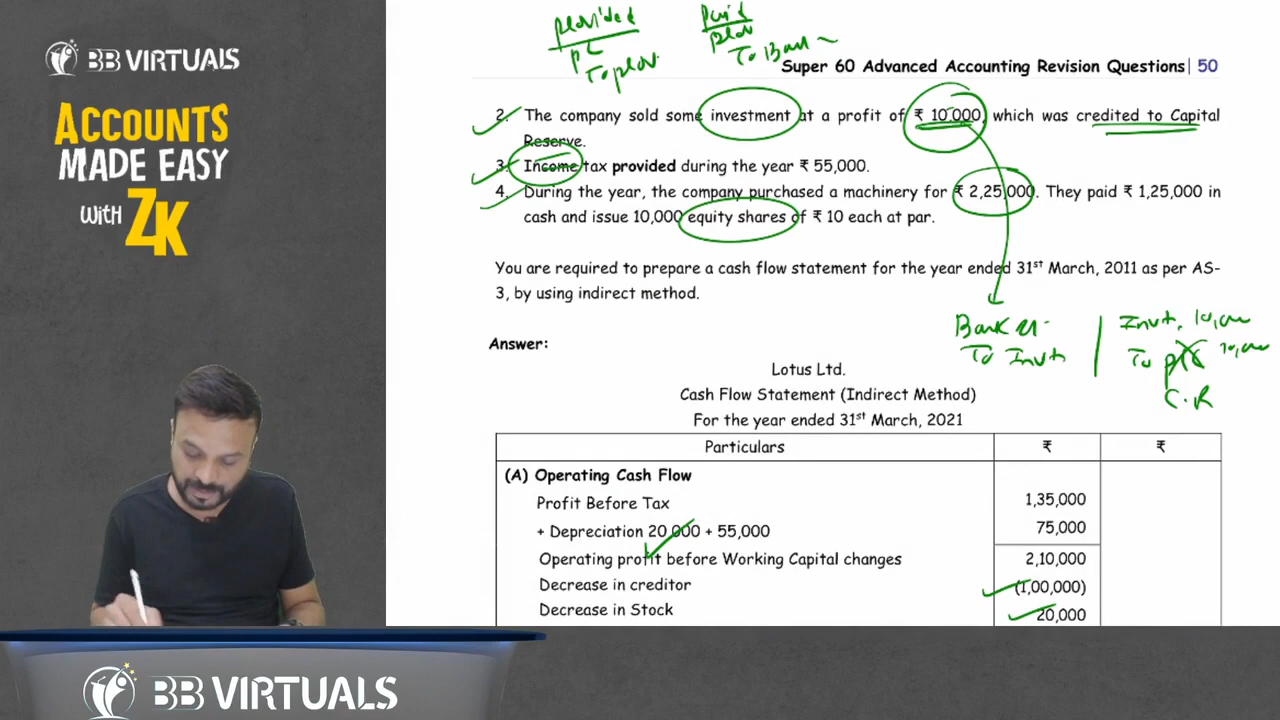 BB VIRTUALS
ACCOUNTS
MADE EASY
with ZK
provided
To prov.
paid
prov
To Bank
Super 60 Advanced Accounting Revision Questions| 50
2. The company sold some investment at a profit of ₹ 10,000, which was credited to Capital
Reserve.
3. Income tax provided during the year ₹ 55,000.
4. During the year, the company purchased a machinery for ₹ 2,25,000. They paid ₹ 1,25,000 in
cash and issue 10,000 equity shares of ₹ 10 each at par.
You are required to prepare a cash flow statement for the year ended 31st March, 2011 as per AS-
3, by using indirect method.
Bank
To Invt
Invt. 10,000
To P/L 10,000
C.R
Answer:
Lotus Ltd.
Cash Flow Statement (Indirect Method)
For the year ended 31st March, 2021
Particulars ₹ ₹
(A) Operating Cash Flow
Profit Before Tax 1,35,000
+ Depreciation 20,000 + 55,000 75,000
Operating profit before Working Capital changes 2,10,000
Decrease in creditor (1,00,000)
Decrease in Stock 20,000
BB VIRTUALS